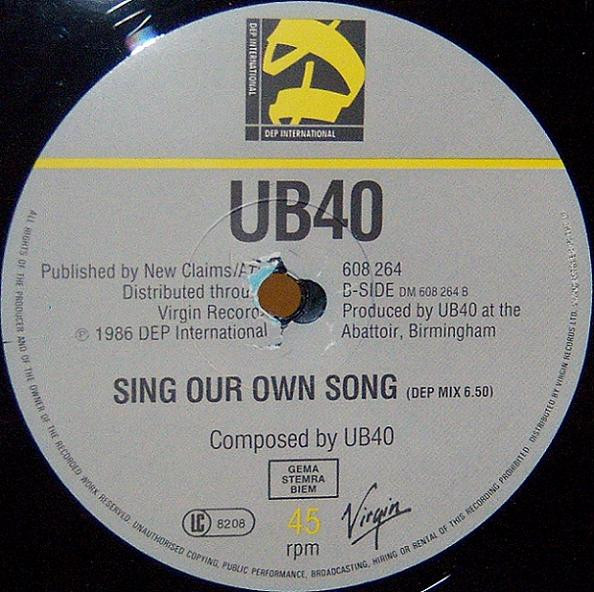 DEP INTERNATIONAL
DEP INTERNATIONAL
UB40
Published by New Claims/AT
Distributed throu
Virgin Records
℗ 1986 DEP International
608 264
B-SIDE DM 608 264 B
Produced by UB40 at the
Abattoir, Birmingham
SING OUR OWN SONG (DEP MIX 6.50)
Composed by UB40
GEMA
STEMRA
BIEM
LC 8208
45
rpm
Virgin
ALL RIGHTS OF THE PRODUCER AND OF THE OWNER OF THE RECORDED WORK RESERVED. UNAUTHORISED COPYING, PUBLIC PERFORMANCE, BROADCASTING, HIRING OR RENTAL OF THIS RECORDING PROHIBITED. DISTRIBUTED BY VIRGIN RECORDS LTD.